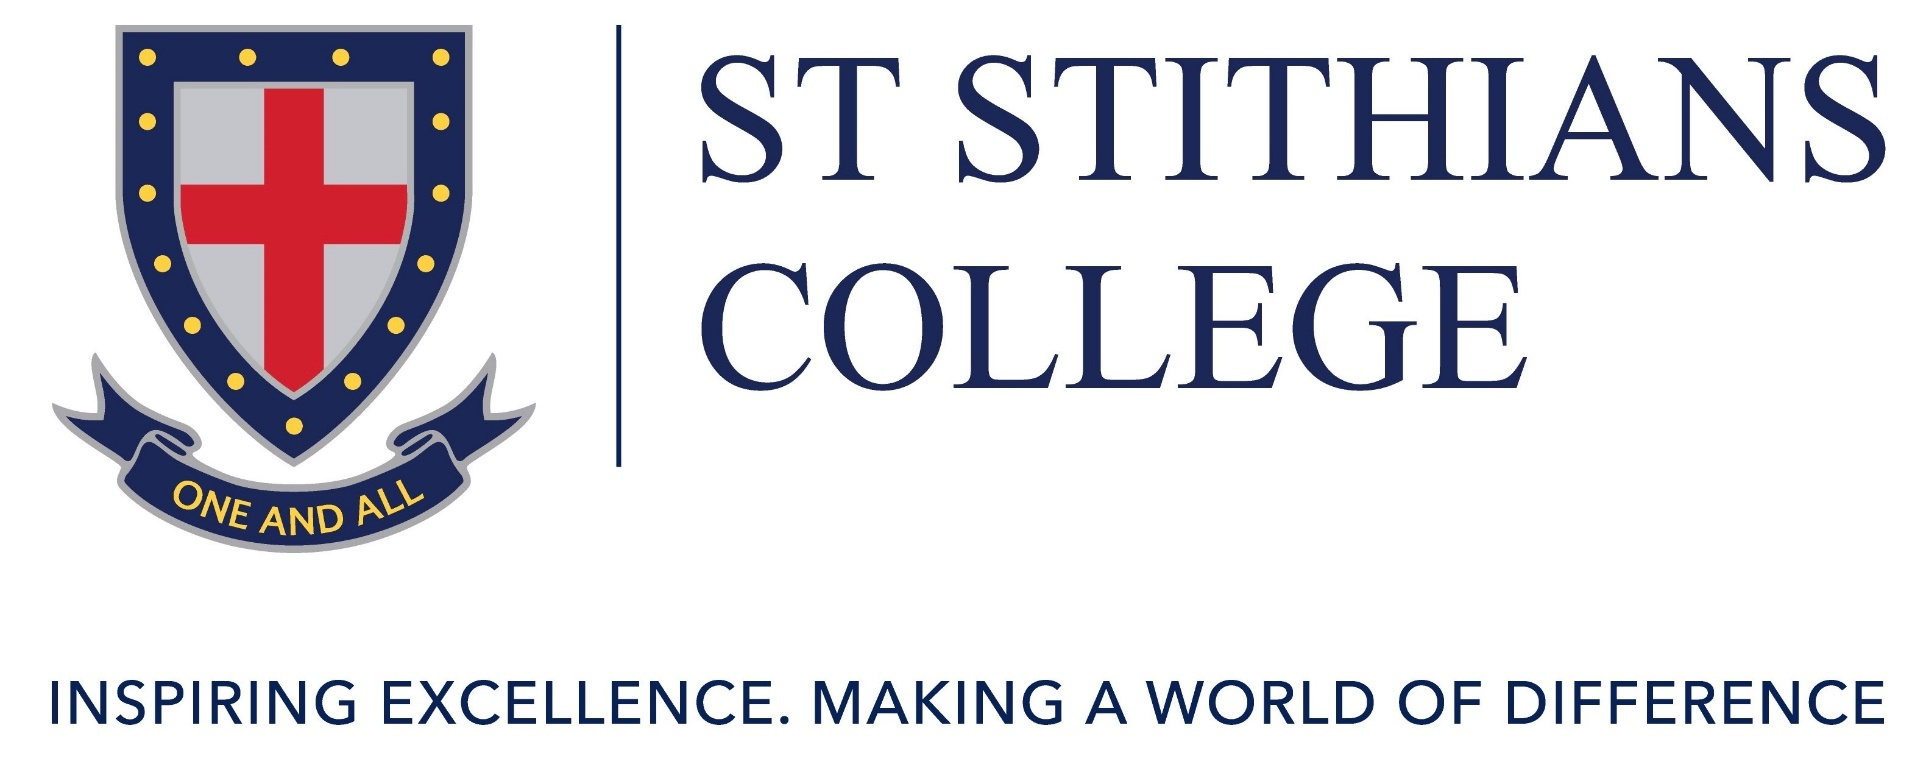 ST STITHIANS
COLLEGE
ONE AND ALL
INSPIRING EXCELLENCE. MAKING A WORLD OF DIFFERENCE